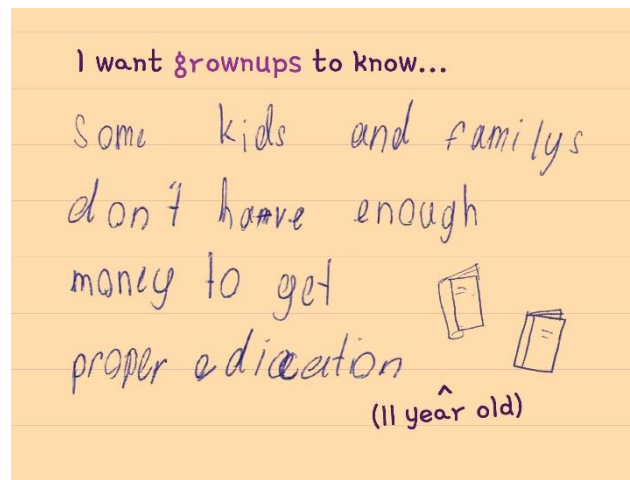 I want grownups to know...
Some kids and familys
don't have enough
money to get
proper edication
(11 year old)